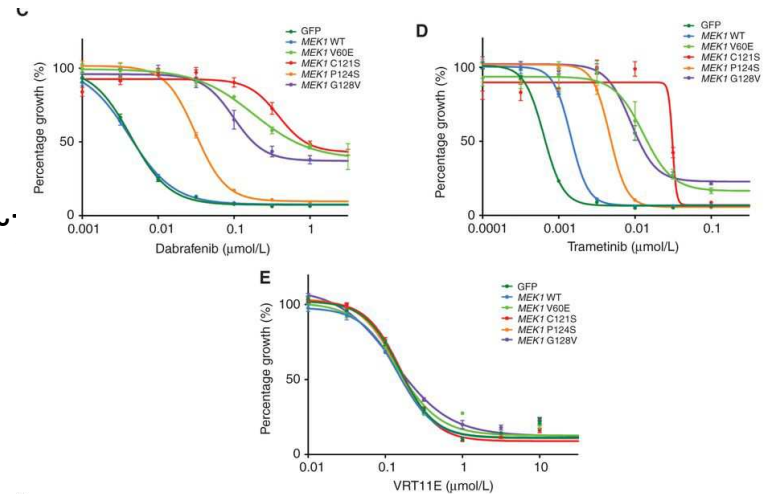 C
GFP
MEK1 WT
MEK1 V60E
MEK1 C121S
MEK1 P124S
MEK1 G128V
Percentage growth (%)
100
50
0
0.001
0.01
0.1
1
Dabrafenib (μmol/L)
D
GFP
MEK1 WT
MEK1 V60E
MEK1 C121S
MEK1 P124S
MEK1 G128V
Percentage growth (%)
100
50
0
0.0001
0.001
0.01
0.1
Trametinib (μmol/L)
E
GFP
MEK1 WT
MEK1 V60E
MEK1 C121S
MEK1 P124S
MEK1 G128V
Percentage growth (%)
100
50
0
0.01
0.1
1
10
VRT11E (μmol/L)